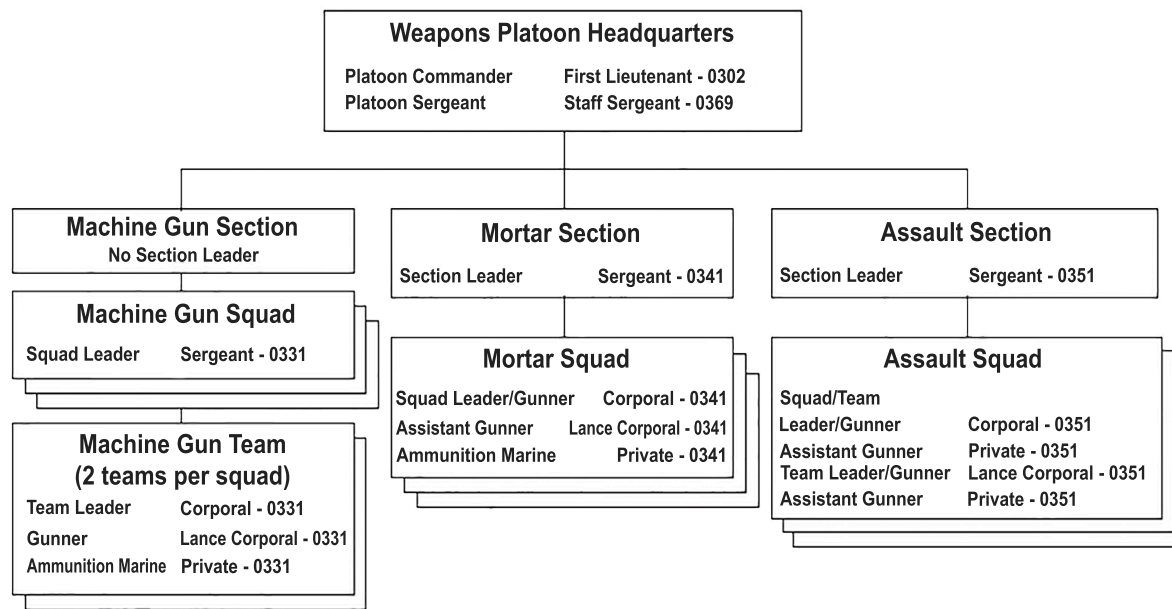 Weapons Platoon Headquarters
Platoon Commander First Lieutenant - 0302
Platoon Sergeant Staff Sergeant - 0369
Machine Gun Section
No Section Leader
Machine Gun Squad
Squad Leader Sergeant - 0331
Machine Gun Team
(2 teams per squad)
Team Leader Corporal - 0331
Gunner Lance Corporal - 0331
Ammunition Marine Private - 0331
Mortar Section
Section Leader Sergeant - 0341
Mortar Squad
Squad Leader/Gunner Corporal - 0341
Assistant Gunner Lance Corporal - 0341
Ammunition Marine Private - 0341
Assault Section
Section Leader Sergeant - 0351
Assault Squad
Squad/Team
Leader/Gunner Corporal - 0351
Assistant Gunner Private - 0351
Team Leader/Gunner Lance Corporal - 0351
Assistant Gunner Private - 0351